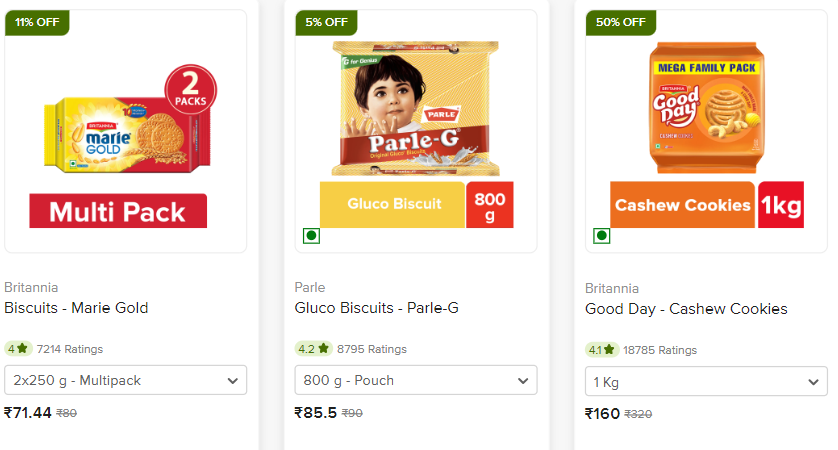 11% OFF
2
PACKS
BRITANNIA
marie
GOLD
Multi Pack
Britannia
Biscuits - Marie Gold
4 7214 Ratings
2x250 g - Multipack
₹71.44 ₹80
5% OFF
G for Genius
PARLE
Parle-G
Original Gluco Biscuits
Gluco Biscuit
800
g
Parle
Gluco Biscuits - Parle-G
4.2 8795 Ratings
800 g - Pouch
₹85.5 ₹90
50% OFF
MEGA FAMILY PACK
BRITANNIA
Good
Day
CASHEW
Cashew Cookies
1kg
Britannia
Good Day - Cashew Cookies
4.1 18785 Ratings
1 Kg
₹160 ₹320